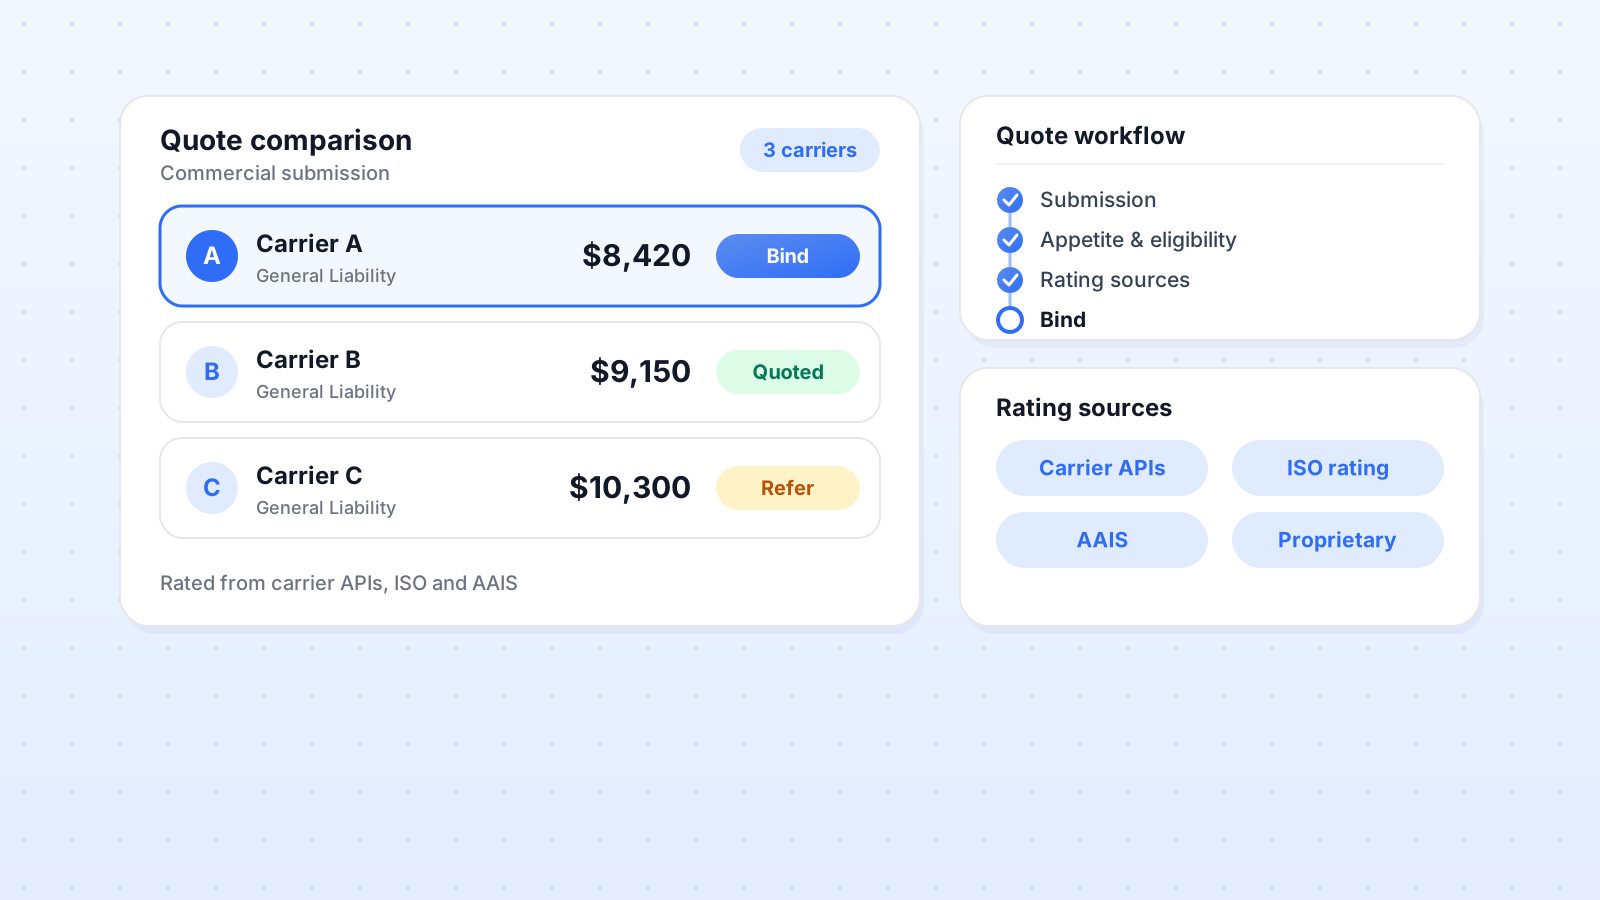 Quote comparison
Commercial submission
3 carriers
A
Carrier A
General Liability
$8,420
Bind
B
Carrier B
General Liability
$9,150
Quoted
C
Carrier C
General Liability
$10,300
Refer
Rated from carrier APIs, ISO and AAIS
Quote workflow
Submission
Appetite & eligibility
Rating sources
Bind
Rating sources
Carrier APIs
ISO rating
AAIS
Proprietary